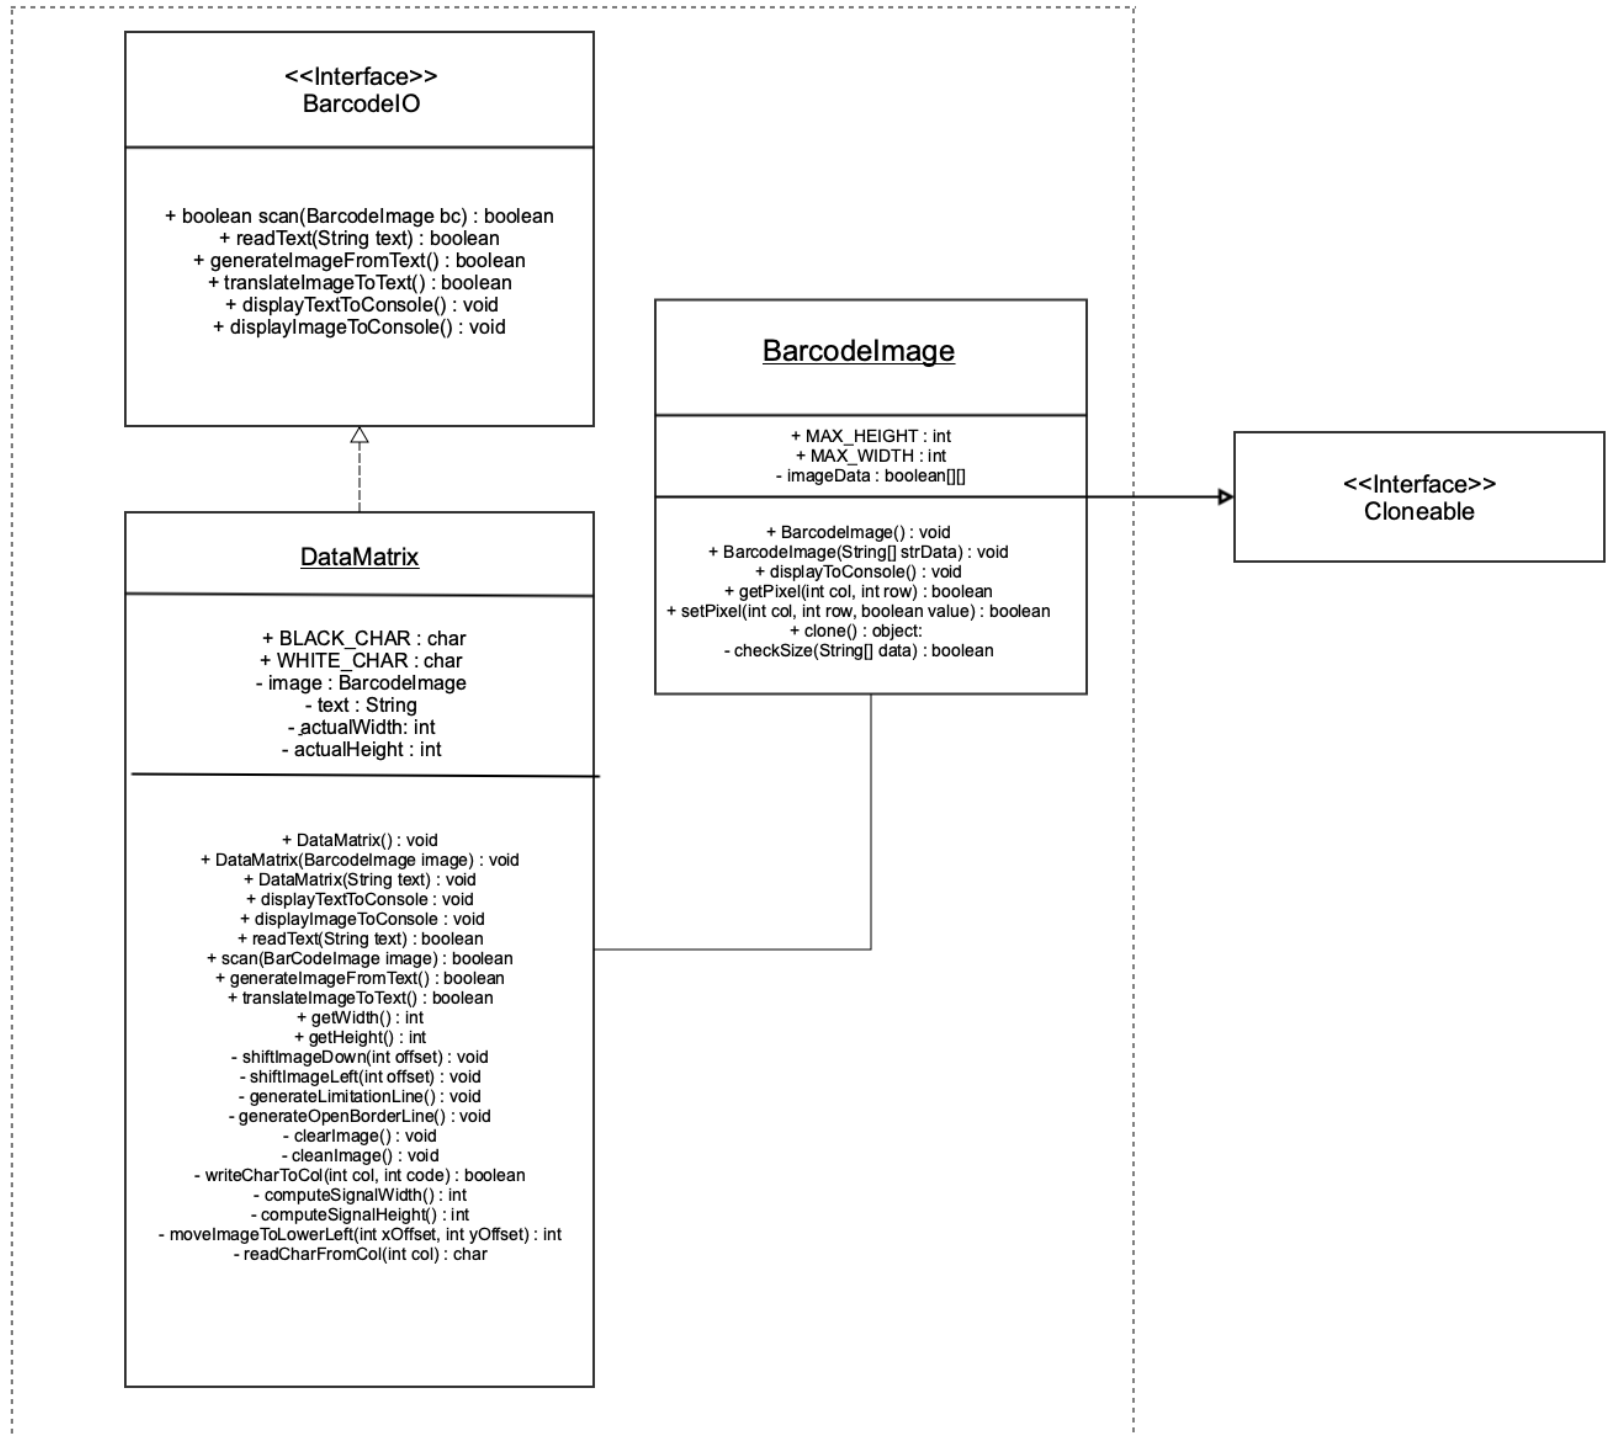 <<Interface>>
BarcodeIO
+ boolean scan(BarcodeImage bc) : boolean
+ readText(String text) : boolean
+ generateImageFromText() : boolean
+ translateImageToText() : boolean
+ displayTextToConsole() : void
+ displayImageToConsole() : void
DataMatrix
+ BLACK_CHAR : char
+ WHITE_CHAR : char
- image : BarcodeImage
- text : String
- actualWidth: int
- actualHeight : int
+ DataMatrix() : void
+ DataMatrix(BarcodeImage image) : void
+ DataMatrix(String text) : void
+ displayTextToConsole : void
+ displayImageToConsole : void
+ readText(String text) : boolean
+ scan(BarCodeImage image) : boolean
+ generateImageFromText() : boolean
+ translateImageToText() : boolean
+ getWidth() : int
+ getHeight() : int
- shiftImageDown(int offset) : void
- shiftImageLeft(int offset) : void
- generateLimitationLine() : void
- generateOpenBorderLine() : void
- clearImage() : void
- cleanImage() : void
- writeCharToCol(int col, int code) : boolean
- computeSignalWidth() : int
- computeSignalHeight() : int
- moveImageToLowerLeft(int xOffset, int yOffset) : int
- readCharFromCol(int col) : char
BarcodeImage
+ MAX_HEIGHT : int
+ MAX_WIDTH : int
- imageData : boolean[][]
+ BarcodeImage() : void
+ BarcodeImage(String[] strData) : void
+ displayToConsole() : void
+ getPixel(int col, int row) : boolean
+ setPixel(int col, int row, boolean value) : boolean
+ clone() : object:
- checkSize(String[] data) : boolean
<<Interface>>
Cloneable